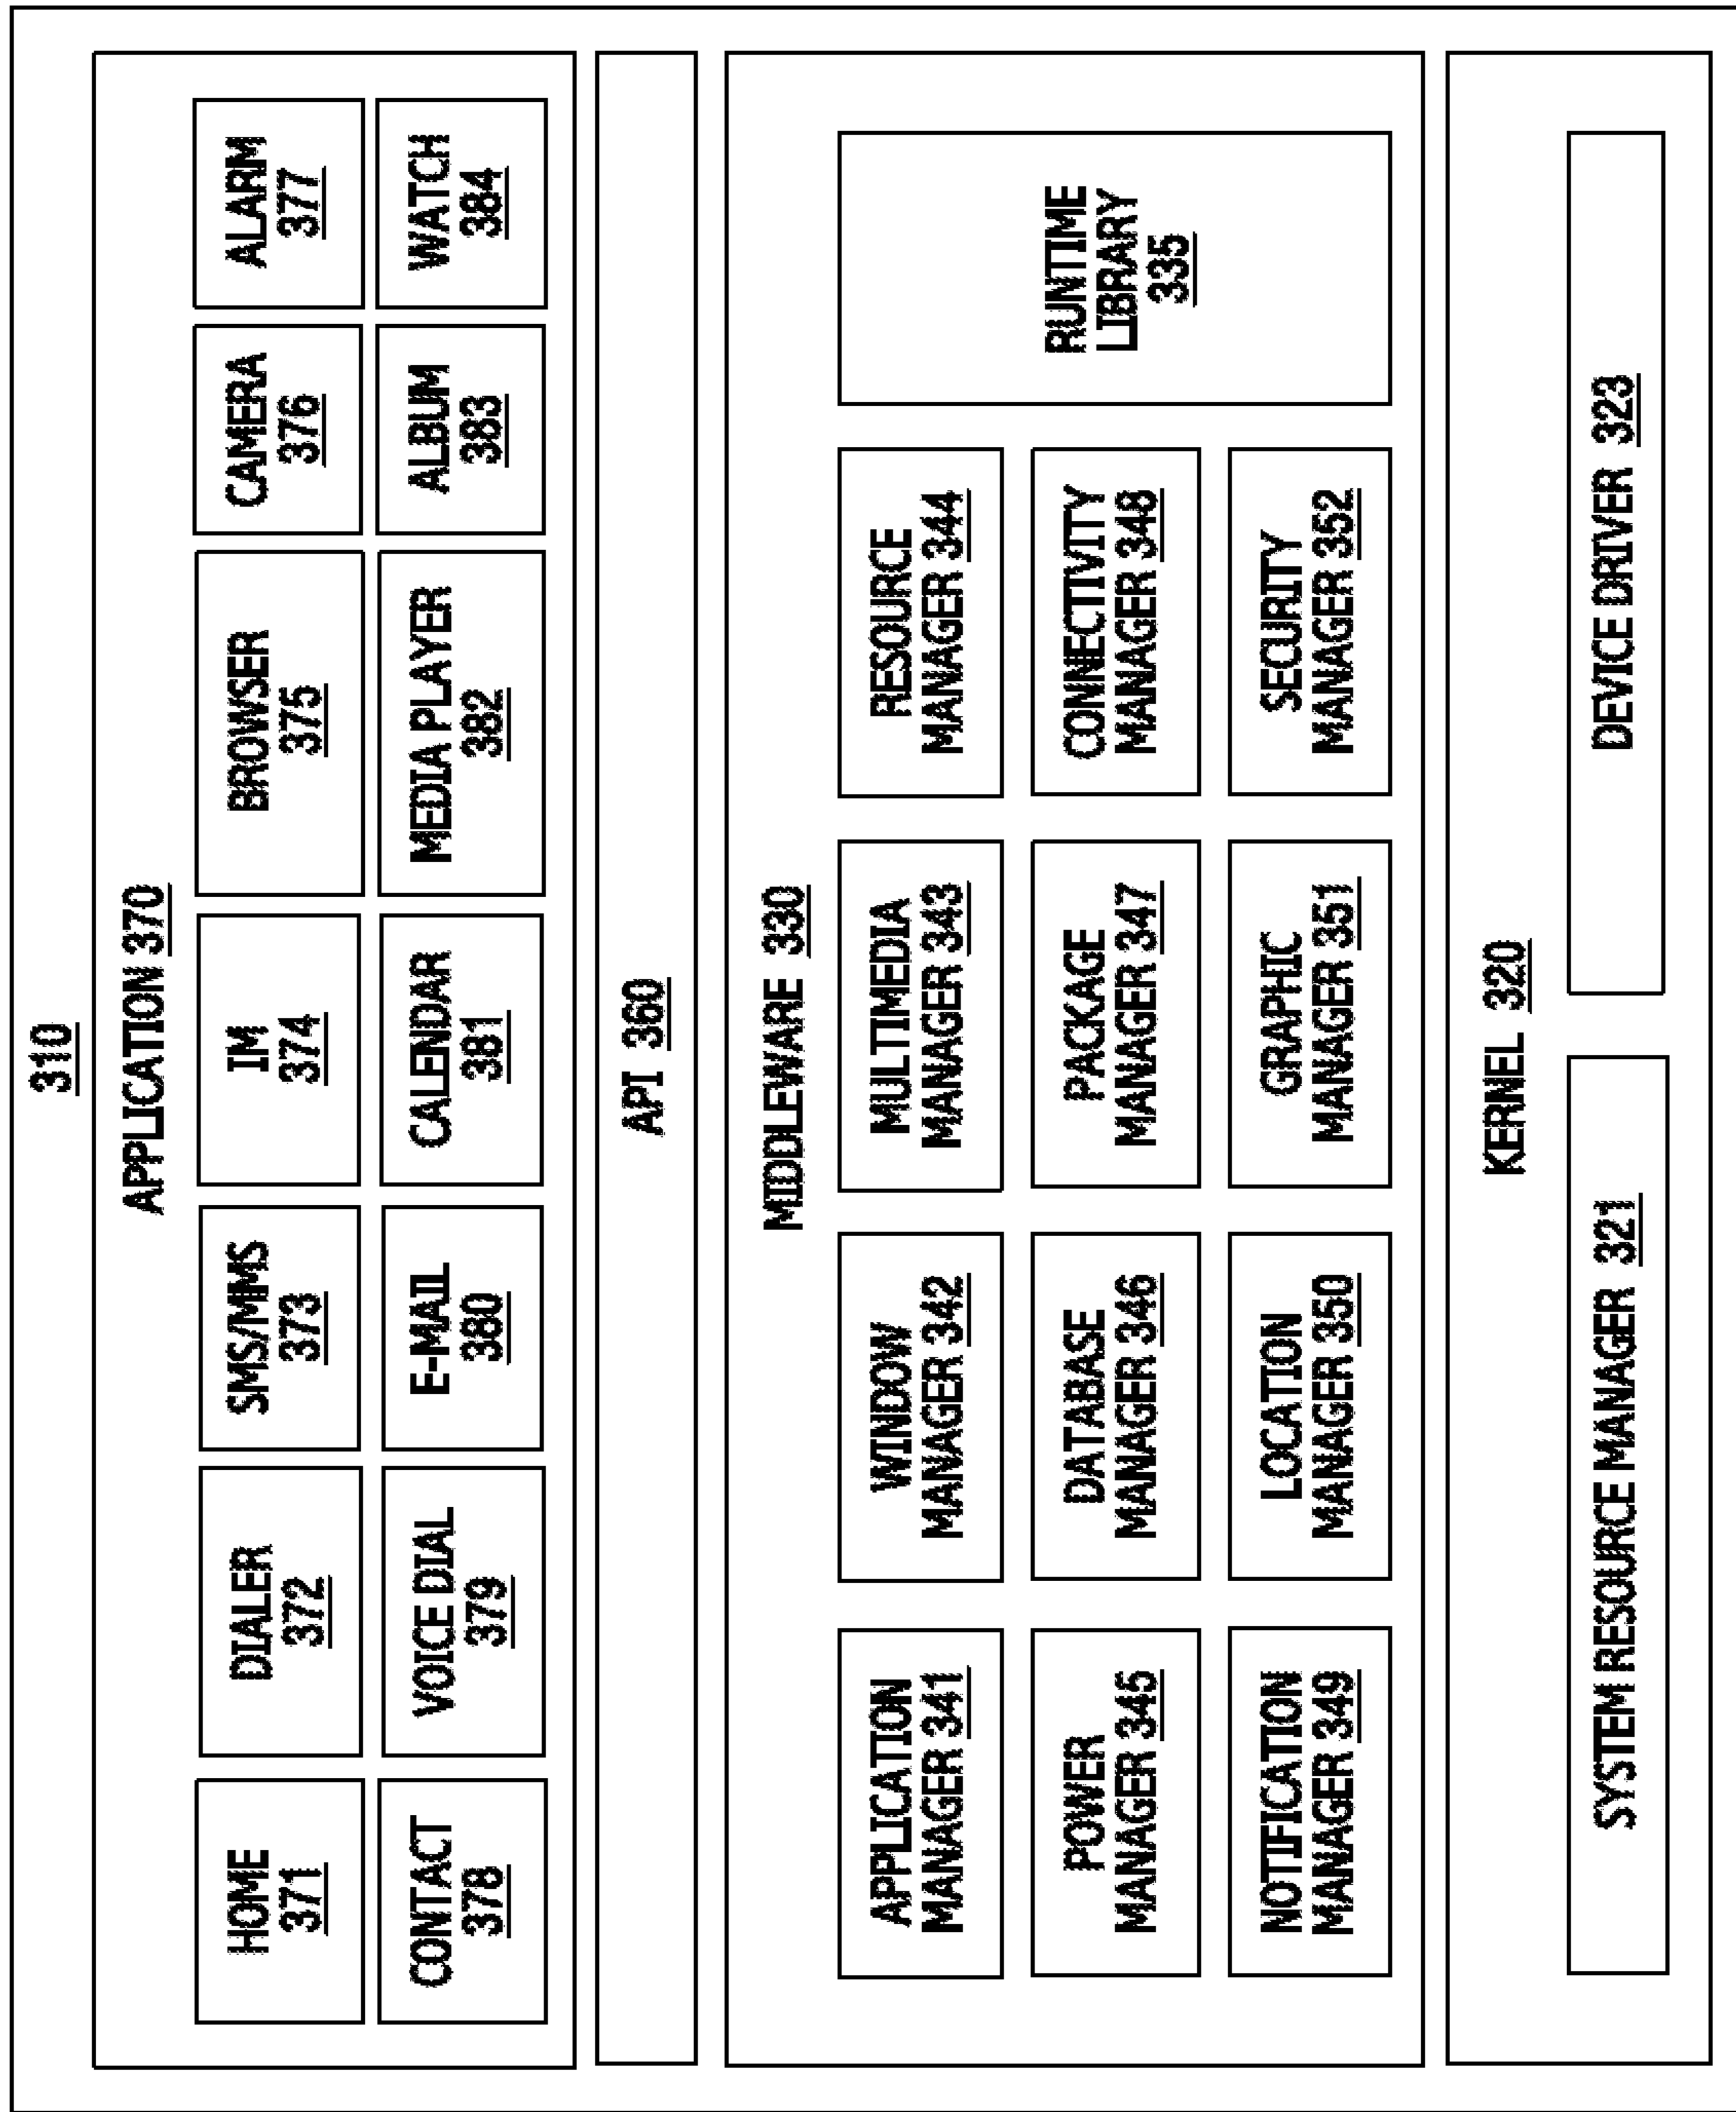 310
APPLICATION 370
HOME
371
DIALER
372
SMS/MMS
373
IM
374
BROWSER
375
CAMERA
376
ALARM
377
CONTACT
378
VOICE DIAL
379
E-MAIL
380
CALENDAR
381
MEDIA PLAYER
382
ALBUM
383
WATCH
384
API 360
MIDDLEWARE 330
APPLICATION
MANAGER 341
WINDOW
MANAGER 342
MULTIMEDIA
MANAGER 343
RESOURCE
MANAGER 344
POWER
MANAGER 345
DATABASE
MANAGER 346
PACKAGE
MANAGER 347
CONNECTIVITY
MANAGER 348
NOTIFICATION
MANAGER 349
LOCATION
MANAGER 350
GRAPHIC
MANAGER 351
SECURITY
MANAGER 352
RUNTIME
LIBRARY
335
KERNEL 320
SYSTEM RESOURCE MANAGER 321
DEVICE DRIVER 323